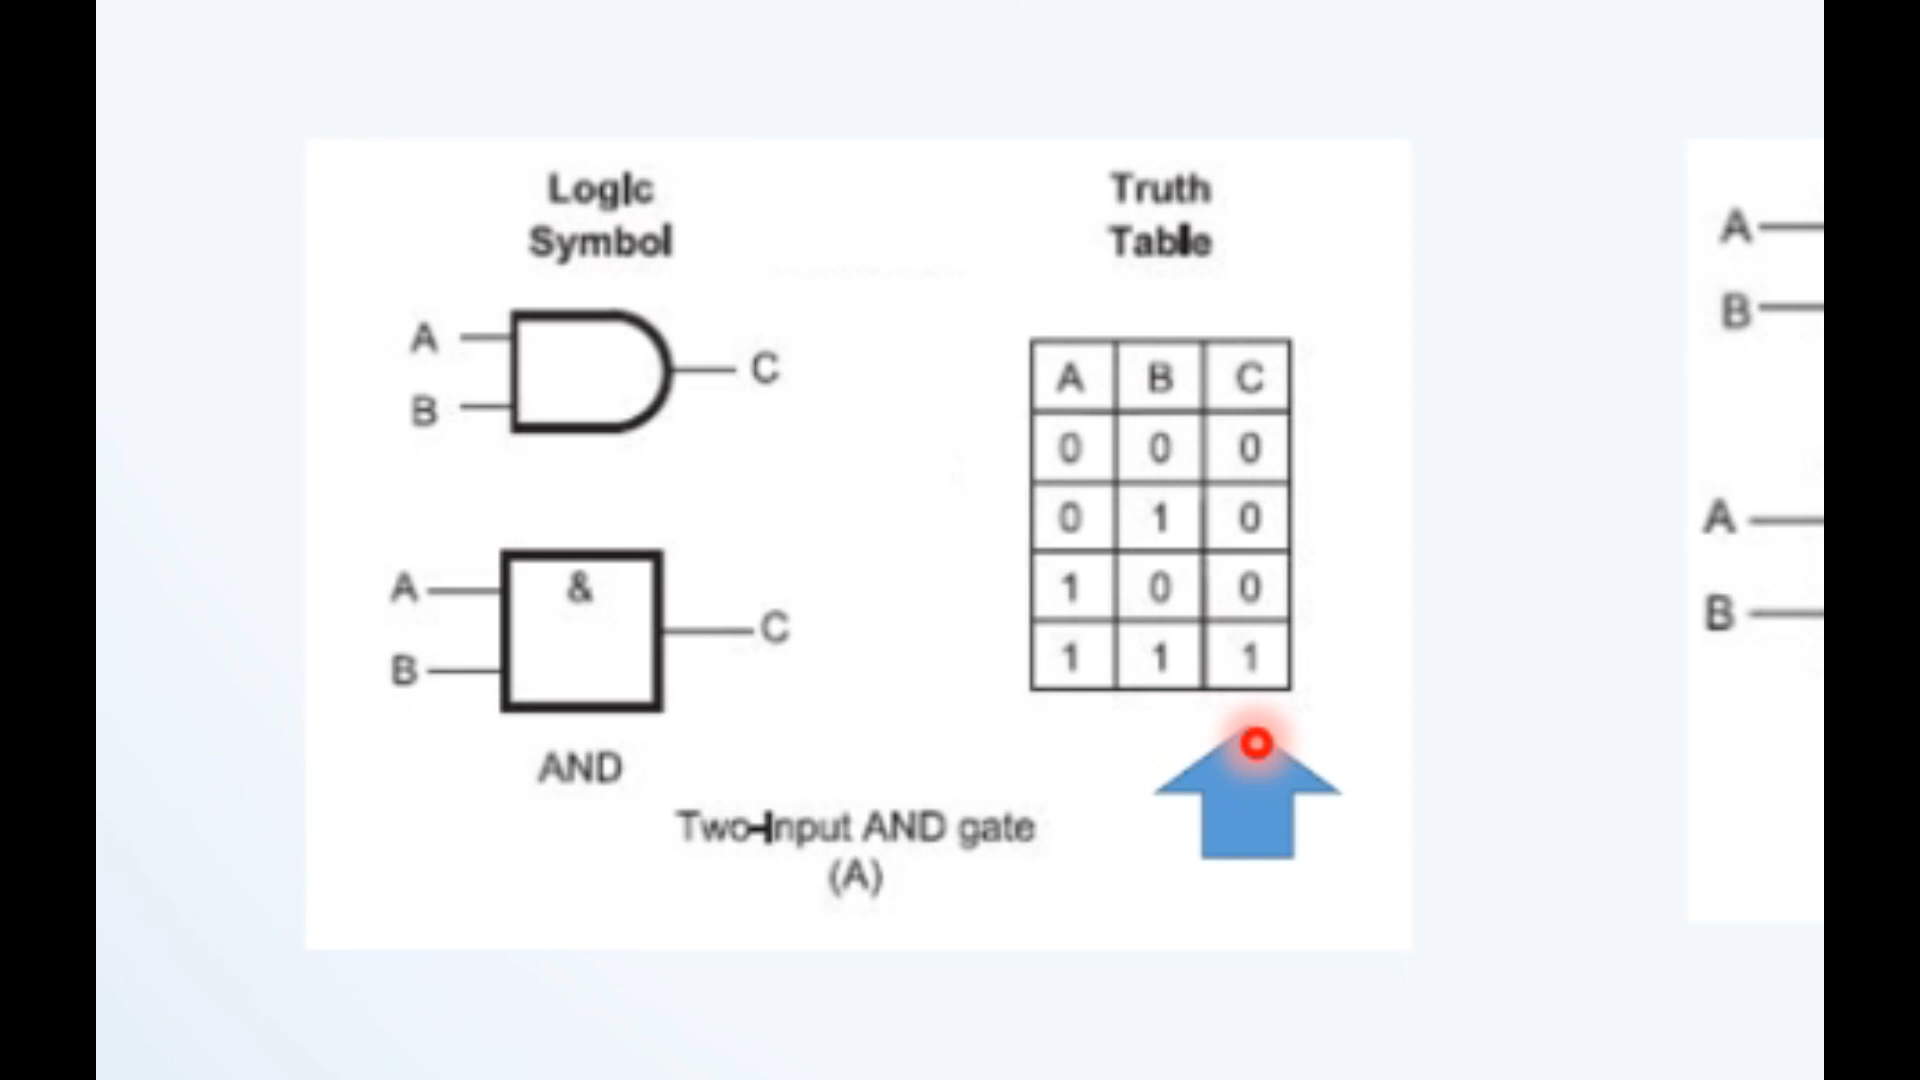 Logic
Symbol
Truth
Table
A
B
C
A
B
&
C
AND
A B C
0 0 0
0 1 0
1 0 0
1 1 1
Two-Input AND gate
(A)
A
B
A
B